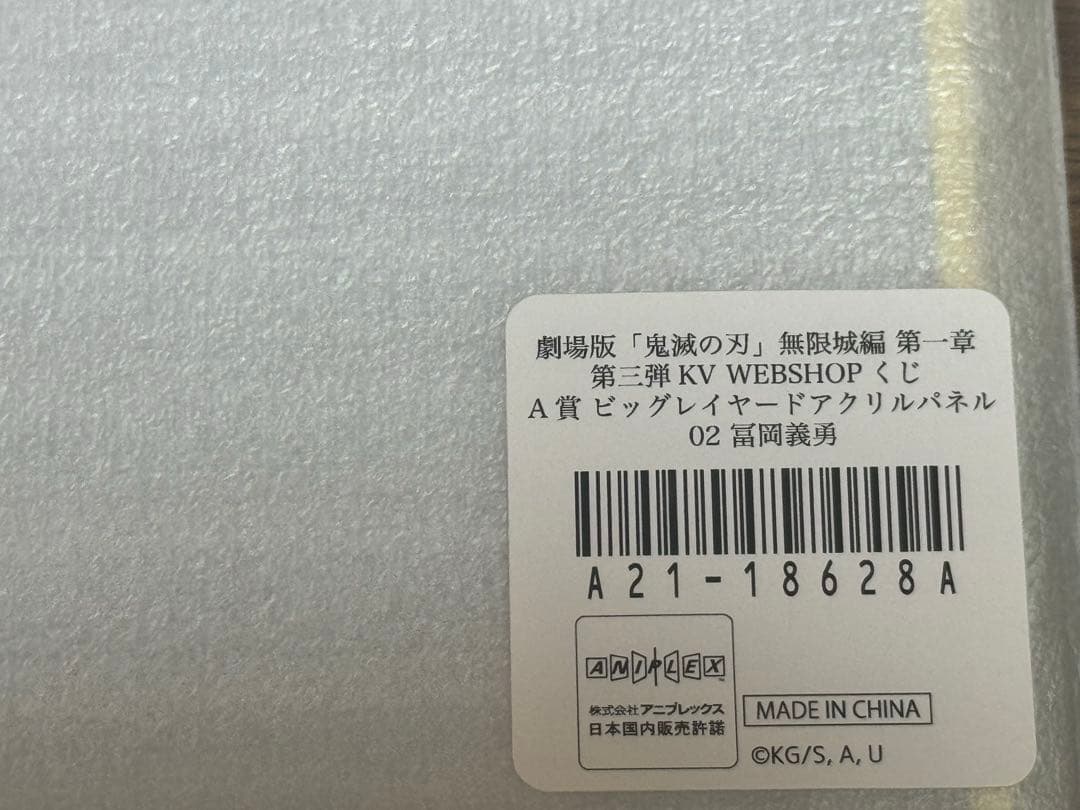 劇場版「鬼滅の刃」無限城編 第一章
第三弾 KV WEBSHOP くじ
A 賞 ビッグレイヤードアクリルパネル
02 冨岡義勇
A21-18628A
ANIPLEX
株式会社アニプレックス
日本国内販売許諾
MADE IN CHINA
©KG/S, A, U